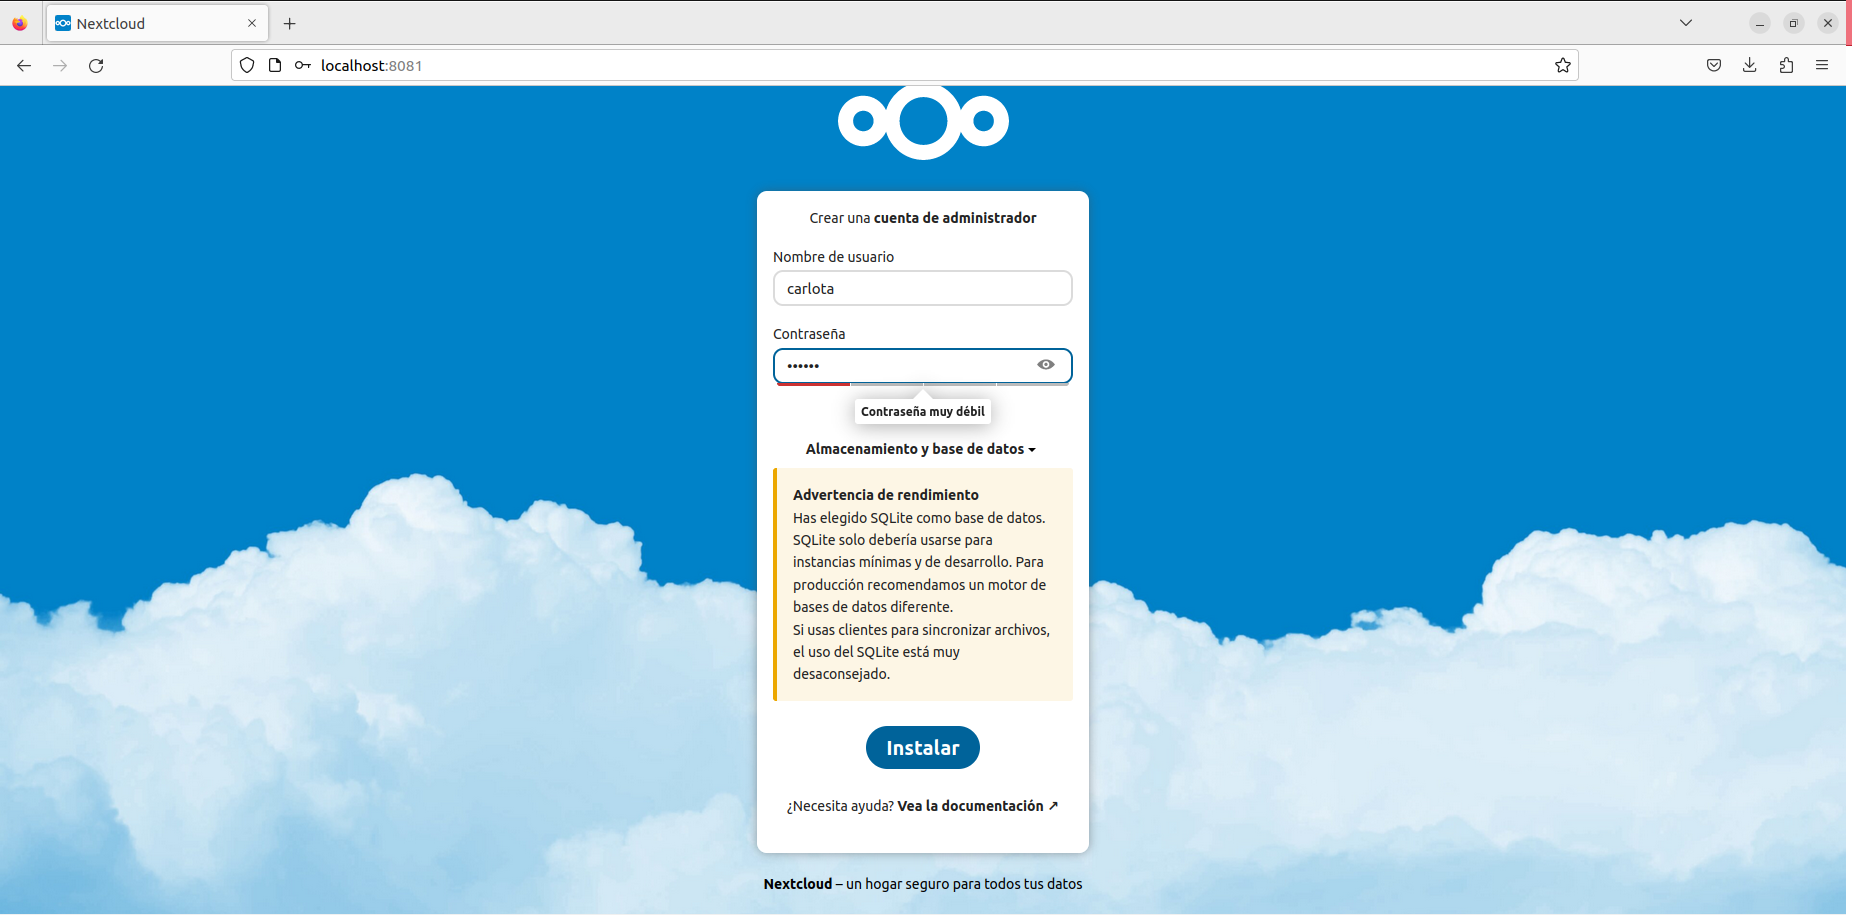 Nextcloud
localhost:8081
Crear una cuenta de administrador
Nombre de usuario
carlota
Contraseña
••••••
Contraseña muy débil
Almacenamiento y base de datos
Advertencia de rendimiento
Has elegido SQLite como base de datos.
SQLite solo debería usarse para
instancias mínimas y de desarrollo. Para
producción recomendamos un motor de
bases de datos diferente.
Si usas clientes para sincronizar archivos,
el uso del SQLite está muy
desaconsejado.
Instalar
¿Necesita ayuda? Vea la documentación ↗
Nextcloud – un hogar seguro para todos tus datos